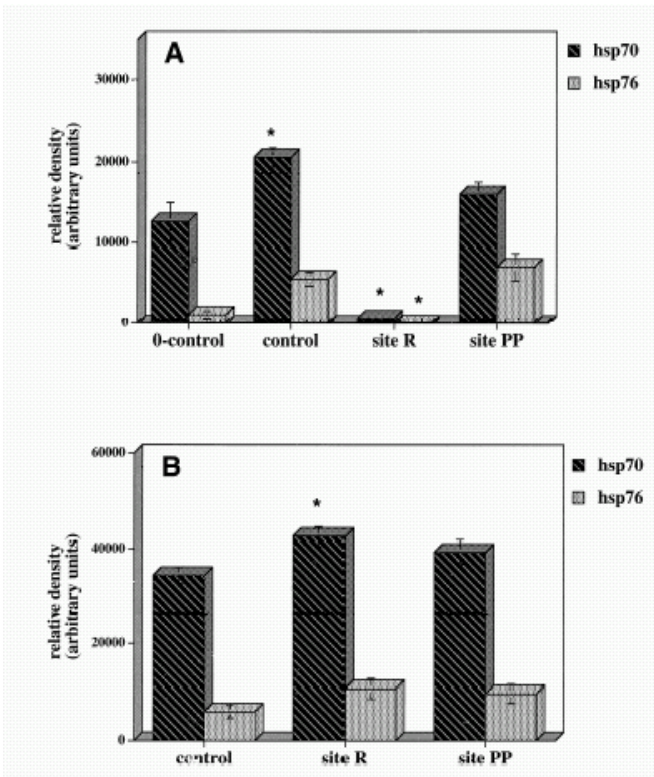 A
hsp70
hsp76
relative density
(arbitrary units)
30000
20000
10000
0
0-control control site R site PP
*
*
*
B
hsp70
hsp76
relative density
(arbitrary units)
60000
40000
20000
0
control site R site PP
*